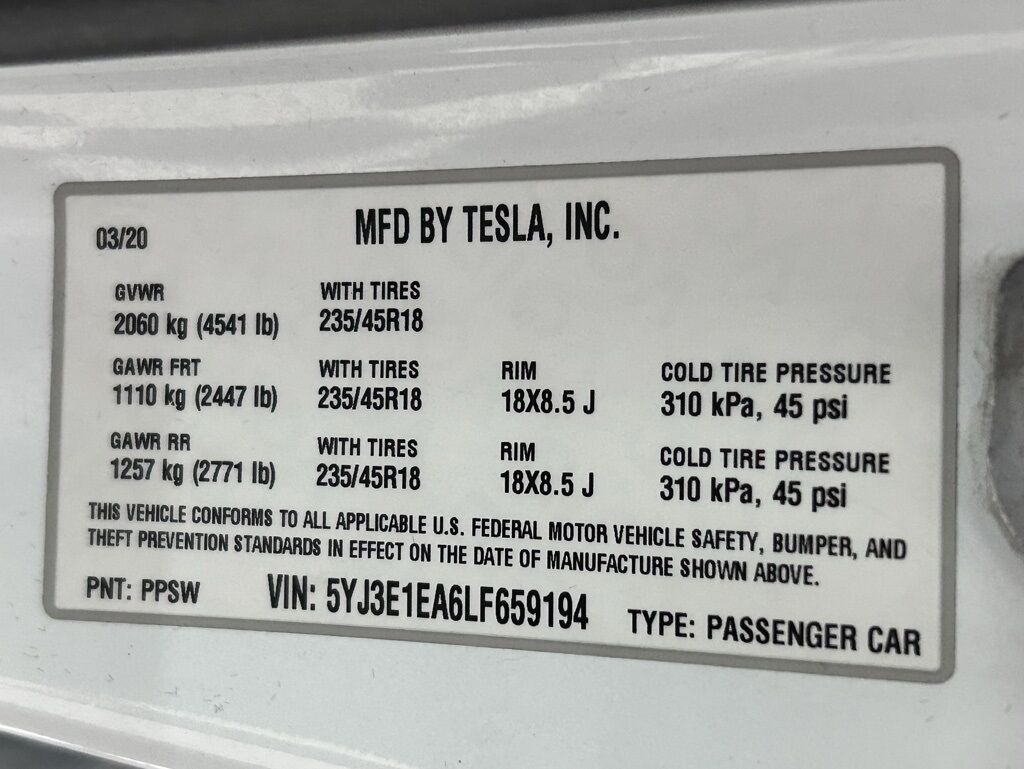 03/20 MFD BY TESLA, INC.
GVWR WITH TIRES
2060 kg (4541 lb) 235/45R18
GAWR FRT WITH TIRES RIM COLD TIRE PRESSURE
1110 kg (2447 lb) 235/45R18 18X8.5 J 310 kPa, 45 psi
GAWR RR WITH TIRES RIM COLD TIRE PRESSURE
1257 kg (2771 lb) 235/45R18 18X8.5 J 310 kPa, 45 psi
THIS VEHICLE CONFORMS TO ALL APPLICABLE U.S. FEDERAL MOTOR VEHICLE SAFETY, BUMPER, AND
THEFT PREVENTION STANDARDS IN EFFECT ON THE DATE OF MANUFACTURE SHOWN ABOVE.
PNT: PPSW VIN: 5YJ3E1EA6LF659194 TYPE: PASSENGER CAR